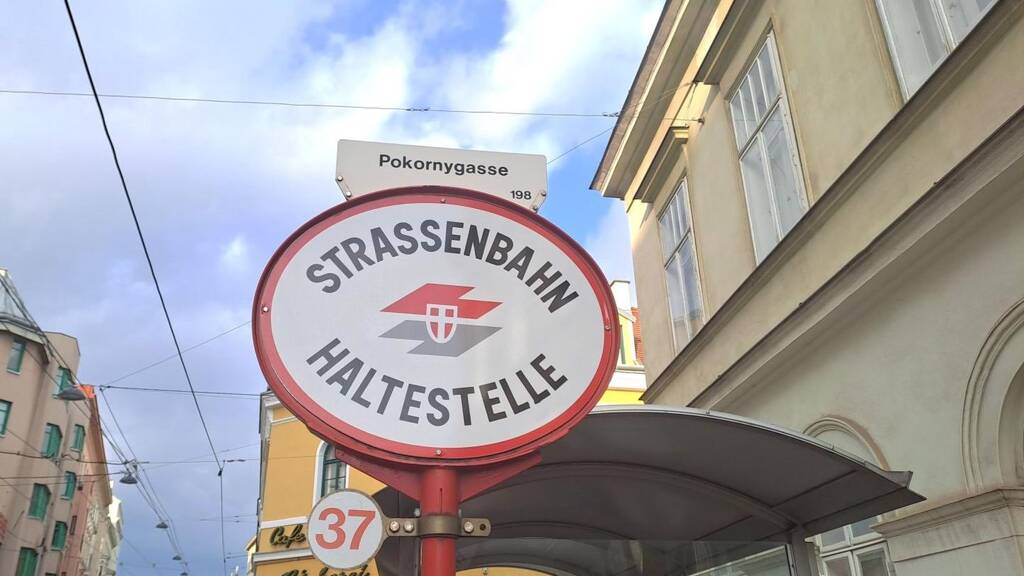 Pokornygasse
198
STRASSENBAHN
HALTESTELLE
37
Cafe